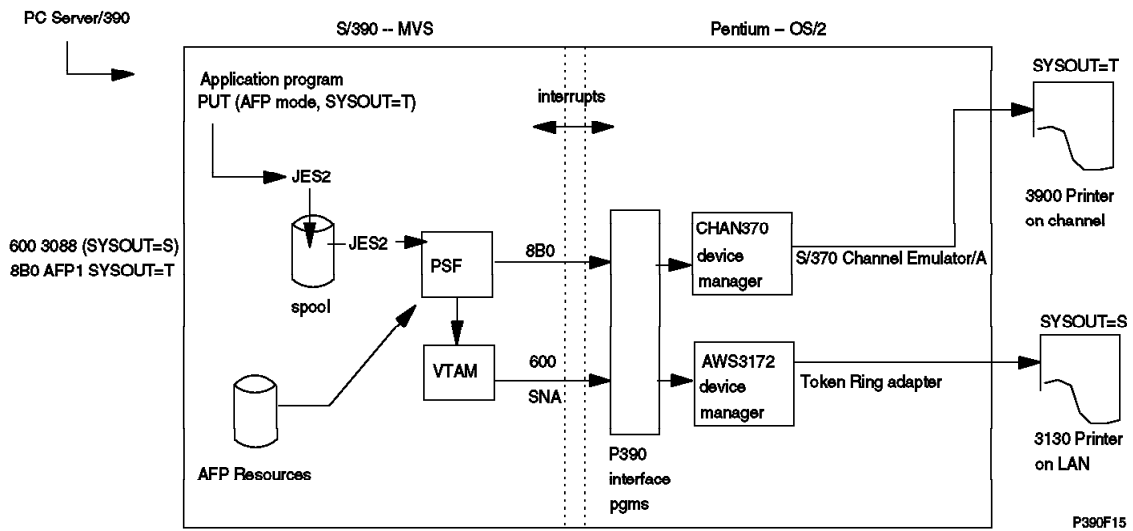 PC Server/390
S/390 -- MVS
Pentium – OS/2
Application program
PUT (AFP mode, SYSOUT=T)
interrupts
SYSOUT=T
JES2
3900 Printer
on channel
600 3088 (SYSOUT=S)
8B0 AFP1 SYSOUT=T
JES2
PSF
8B0
CHAN370
device
manager
S/370 Channel Emulator/A
spool
SYSOUT=S
VTAM
600
SNA
AWS3172
device
manager
Token Ring adapter
AFP Resources
P390
interface
pgms
3130 Printer
on LAN
P390F15